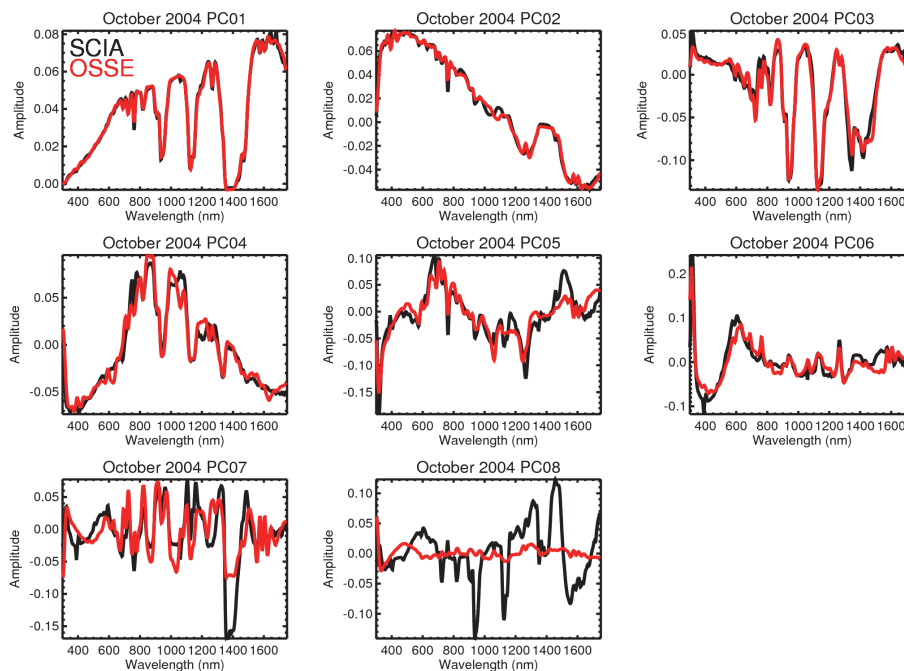 October 2004 PC01
October 2004 PC02
October 2004 PC03
SCIA
OSSE
Amplitude
0.08
0.06
0.04
0.02
0.00
400 600 800 1000 1200 1400 1600
Wavelength (nm)
Amplitude
0.06
0.04
0.02
0.00
-0.02
-0.04
400 600 800 1000 1200 1400 1600
Wavelength (nm)
Amplitude
0.05
0.00
-0.05
-0.10
400 600 800 1000 1200 1400 1600
Wavelength (nm)
October 2004 PC04
October 2004 PC05
October 2004 PC06
Amplitude
0.05
0.00
-0.05
400 600 800 1000 1200 1400 1600
Wavelength (nm)
Amplitude
0.10
0.05
0.00
-0.05
-0.10
-0.15
400 600 800 1000 1200 1400 1600
Wavelength (nm)
Amplitude
0.2
0.1
0.0
-0.1
400 600 800 1000 1200 1400 1600
Wavelength (nm)
October 2004 PC07
October 2004 PC08
Amplitude
0.05
0.00
-0.05
-0.10
-0.15
400 600 800 1000 1200 1400 1600
Wavelength (nm)
Amplitude
0.10
0.05
0.00
-0.05
-0.10
400 600 800 1000 1200 1400 1600
Wavelength (nm)